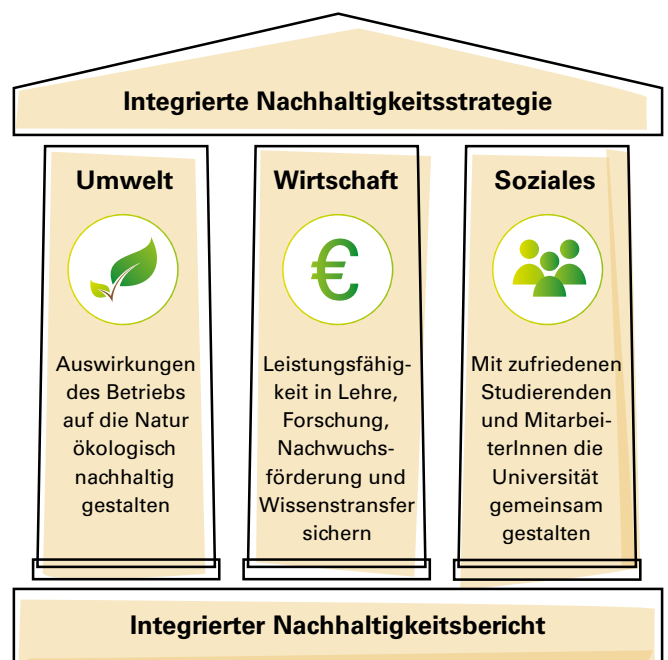 Integrierte Nachhaltigkeitsstrategie
Umwelt
Auswirkungen
des Betriebs
auf die Natur
ökologisch
nachhaltig
gestalten
Wirtschaft
€
Leistungsfähig-
keit in Lehre,
Forschung,
Nachwuchs-
förderung und
Wissenstransfer
sichern
Soziales
Mit zufriedenen
Studierenden
und Mitarbei-
terInnen die
Universität
gemeinsam
gestalten
Integrierter Nachhaltigkeitsbericht